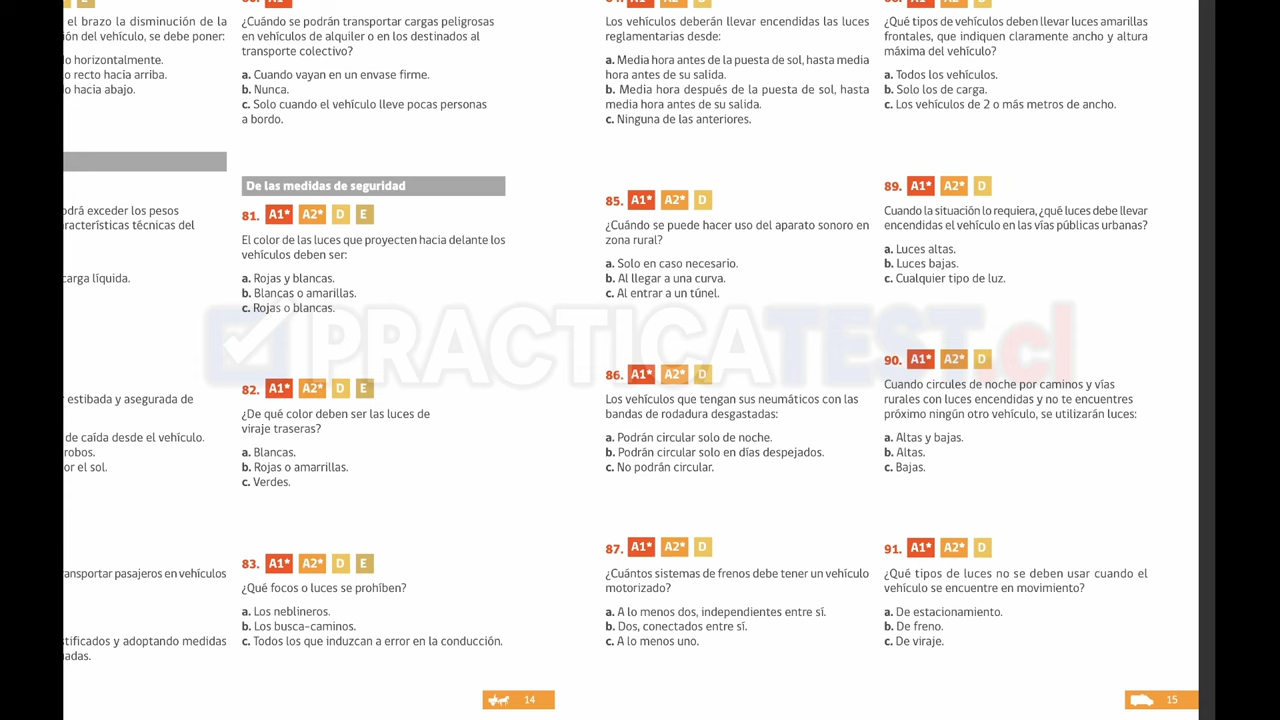 el brazo la disminución de la
ión del vehículo, se debe poner:
o horizontalmente.
o recto hacia arriba.
o hacia abajo.
odrá exceder los pesos
racterísticas técnicas del
carga líquida.
estibada y asegurada de
de caída desde el vehículo.
robos.
or el sol.
ansportar pasajeros en vehículos
stificados y adoptando medidas
uadas.
¿Cuándo se podrán transportar cargas peligrosas
en vehículos de alquiler o en los destinados al
transporte colectivo?
a. Cuando vayan en un envase firme.
b. Nunca.
c. Solo cuando el vehículo lleve pocas personas
a bordo.
De las medidas de seguridad
81. A1* A2* D E
El color de las luces que proyecten hacia delante los
vehículos deben ser:
a. Rojas y blancas.
b. Blancas o amarillas.
c. Rojas o blancas.
82. A1* A2* D E
¿De qué color deben ser las luces de
viraje traseras?
a. Blancas.
b. Rojas o amarrillas.
c. Verdes.
83. A1* A2* D E
¿Qué focos o luces se prohíben?
a. Los neblineros.
b. Los busca-caminos.
c. Todos los que induzcan a error en la conducción.
14
Los vehículos deberán llevar encendidas las luces
reglamentarias desde:
a. Media hora antes de la puesta de sol, hasta media
hora antes de su salida.
b. Media hora después de la puesta de sol, hasta
media hora antes de su salida.
c. Ninguna de las anteriores.
85. A1* A2* D
¿Cuándo se puede hacer uso del aparato sonoro en
zona rural?
a. Solo en caso necesario.
b. Al llegar a una curva.
c. Al entrar a un túnel.
86. A1* A2* D
Los vehículos que tengan sus neumáticos con las
bandas de rodadura desgastadas:
a. Podrán circular solo de noche.
b. Podrán circular solo en días despejados.
c. No podrán circular.
87. A1* A2* D
¿Cuántos sistemas de frenos debe tener un vehículo
motorizado?
a. A lo menos dos, independientes entre sí.
b. Dos, conectados entre sí.
c. A lo menos uno.
¿Qué tipos de vehículos deben llevar luces amarillas
frontales, que indiquen claramente ancho y altura
máxima del vehículo?
a. Todos los vehículos.
b. Solo los de carga.
c. Los vehículos de 2 o más metros de ancho.
89. A1* A2* D
Cuando la situación lo requiera, ¿qué luces debe llevar
encendidas el vehículo en las vías públicas urbanas?
a. Luces altas.
b. Luces bajas.
c. Cualquier tipo de luz.
90. A1* A2* D
Cuando circules de noche por caminos y vías
rurales con luces encendidas y no te encuentres
próximo ningún otro vehículo, se utilizarán luces:
a. Altas y bajas.
b. Altas.
c. Bajas.
91. A1* A2* D
¿Qué tipos de luces no se deben usar cuando el
vehículo se encuentre en movimiento?
a. De estacionamiento.
b. De freno.
c. De viraje.
15
PRACTICATEST.cl